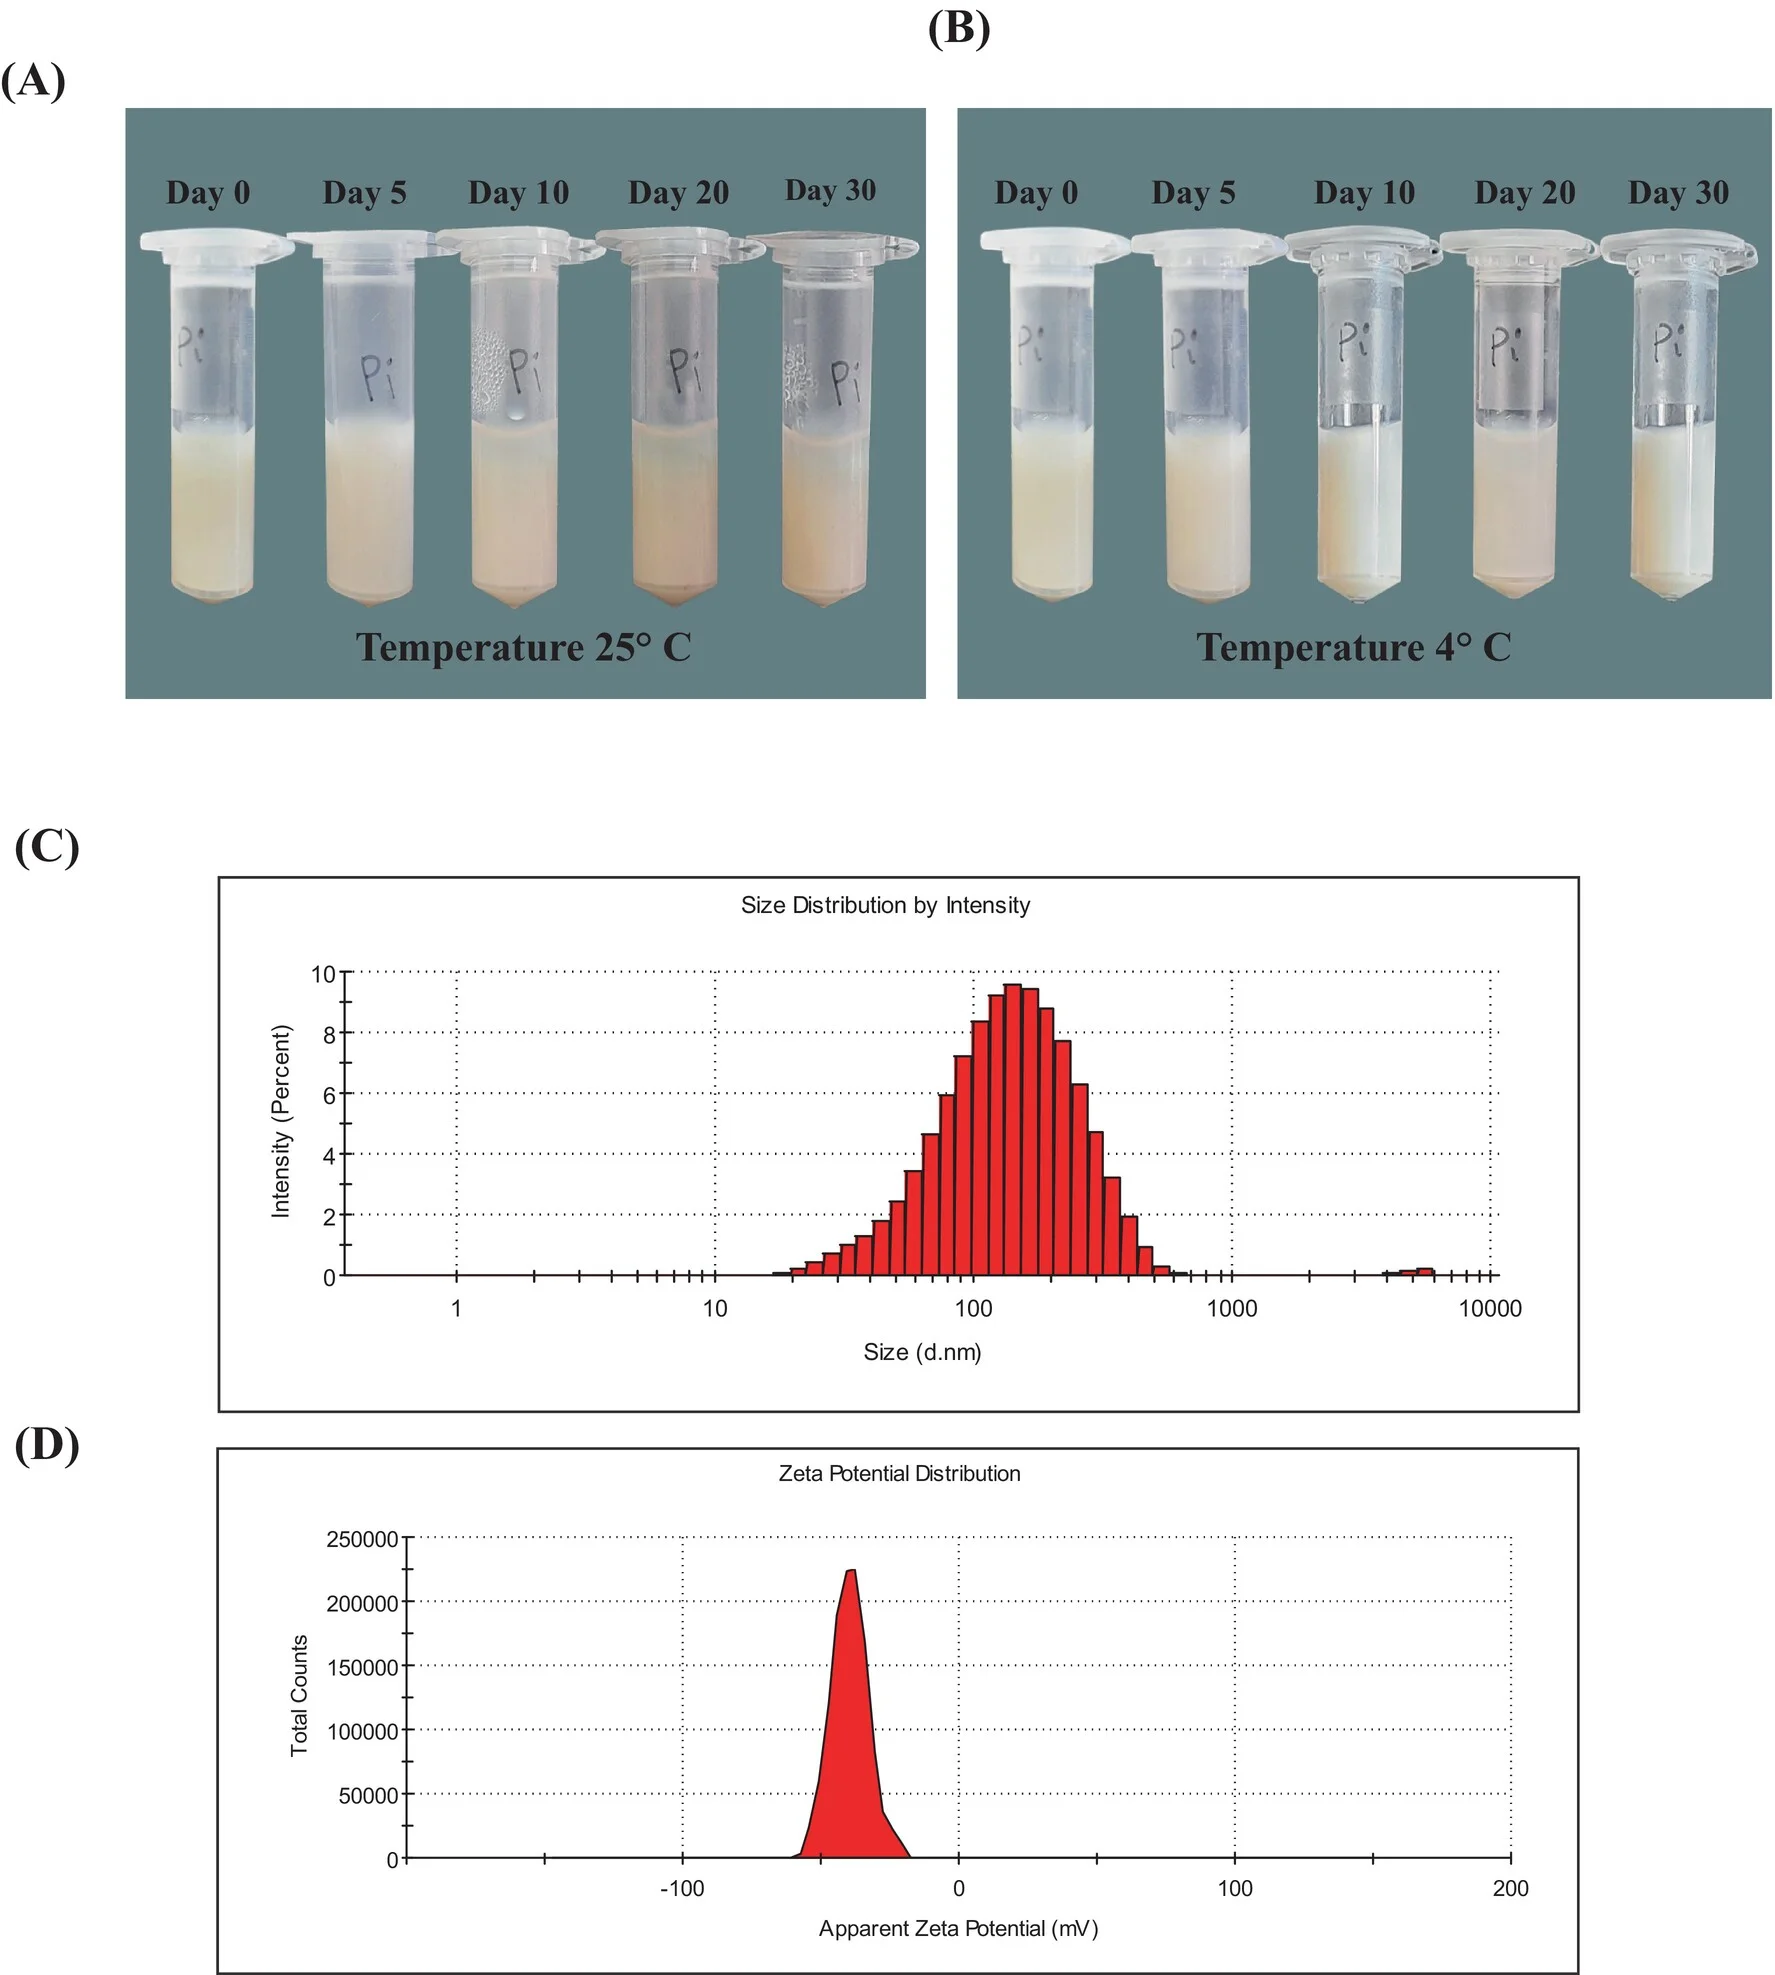 (B)
(A)
Day 0 Day 5 Day 10 Day 20 Day 30
Pi Pi Pi Pi Pi
Temperature 25° C
Day 0 Day 5 Day 10 Day 20 Day 30
Pi Pi Pi Pi Pi
Temperature 4° C
(C)
Size Distribution by Intensity
Intensity (Percent)
10
8
6
4
2
0
1 10 100 1000 10000
Size (d.nm)
(D)
Zeta Potential Distribution
Total Counts
250000
200000
150000
100000
50000
0
-100 0 100 200
Apparent Zeta Potential (mV)